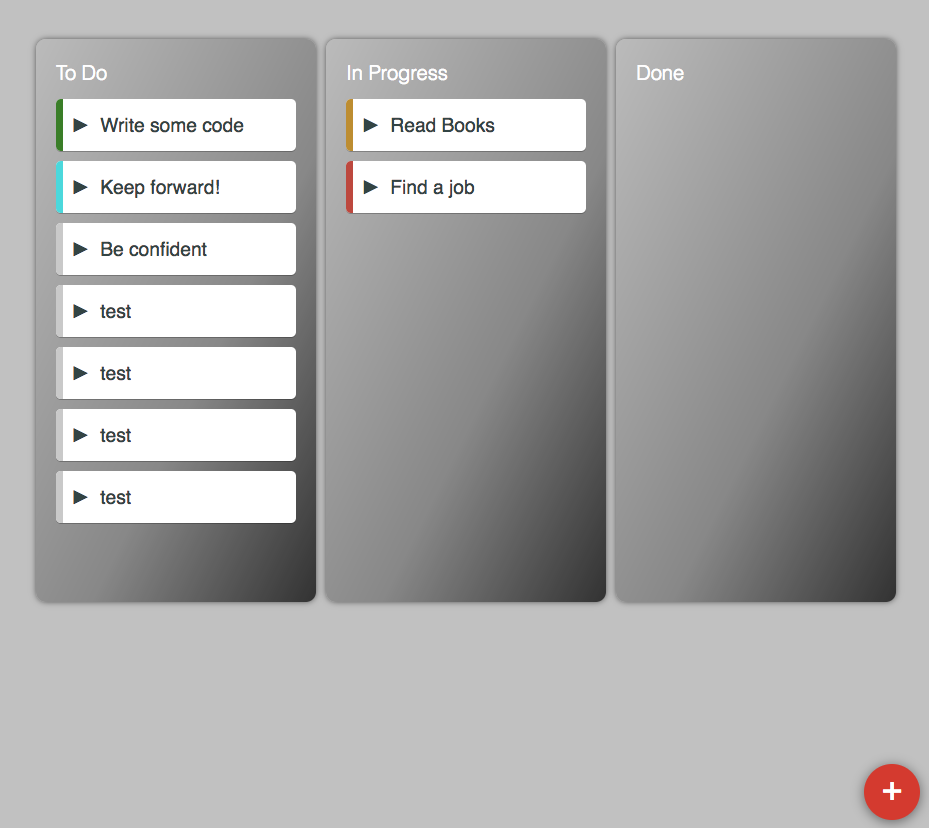 To Do
Write some code
Keep forward!
Be confident
test
test
test
test
In Progress
Read Books
Find a job
Done
+